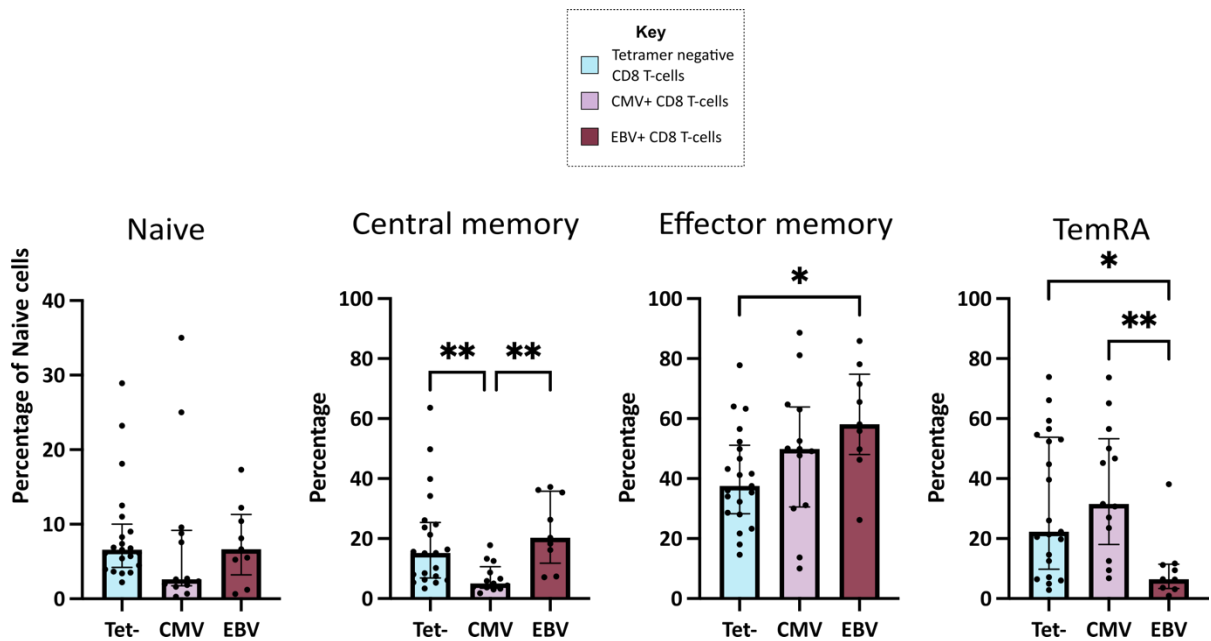 Key
Tetramer negative
CD8 T-cells
CMV+ CD8 T-cells
EBV+ CD8 T-cells
Naive
Percentage of Naive cells
40
30
20
10
0
Tet- CMV EBV
Central memory
Percentage
100
80
60
40
20
0
** **
Tet- CMV EBV
Effector memory
Percentage
100
80
60
40
20
0
*
Tet- CMV EBV
TemRA
Percentage
100
80
60
40
20
0
*
**
Tet- CMV EBV